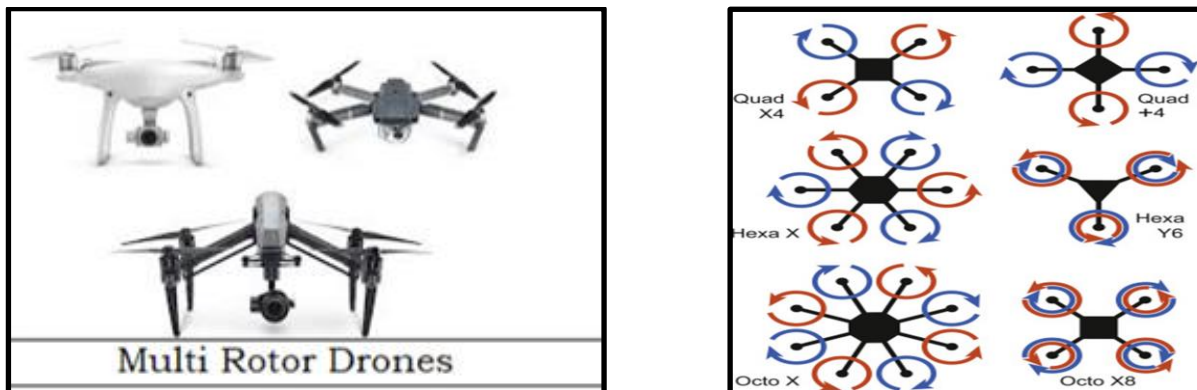 Multi Rotor Drones
Quad
X4
Quad
+4
Hexa X
Hexa
Y6
Octo X
Octo X8